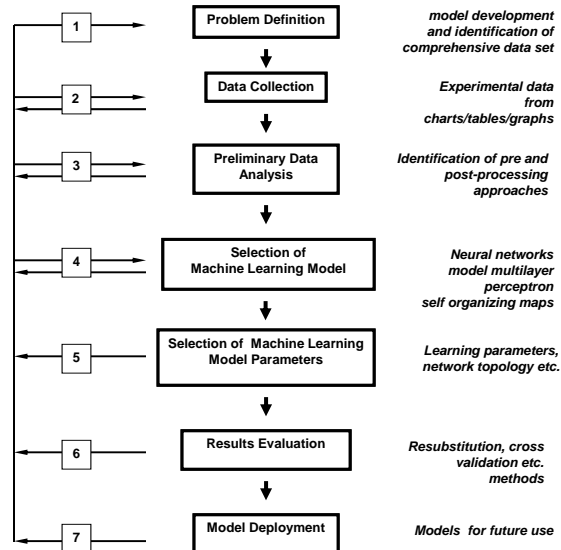 1
Problem Definition
model development
and identification of
comprehensive data set
2
Data Collection
Experimental data
from
charts/tables/graphs
3
Preliminary Data
Analysis
Identification of pre and
post-processing
approaches
4
Selection of
Machine Learning Model
Neural networks
model multilayer
perceptron
self organizing maps
5
Selection of Machine Learning
Model Parameters
Learning parameters,
network topology etc.
6
Results Evaluation
Resubstitution, cross
validation etc.
methods
7
Model Deployment
Models for future use